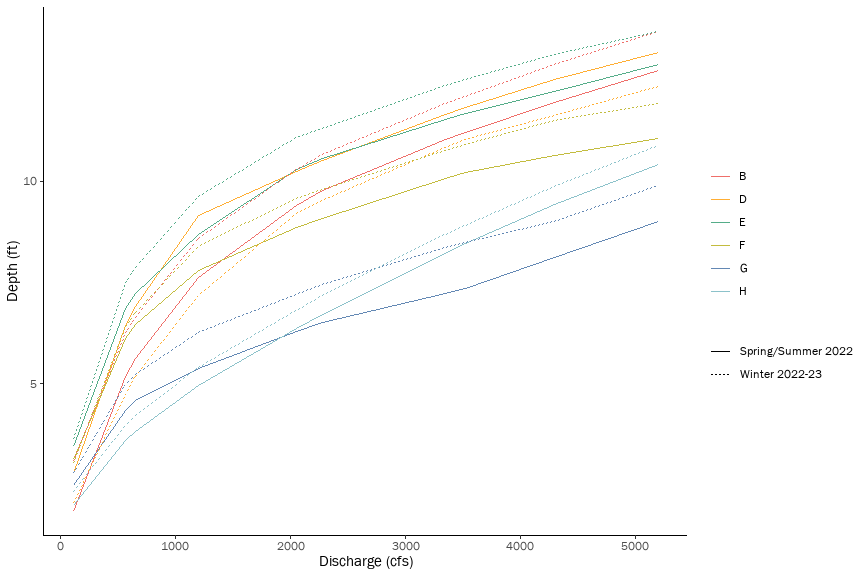 10
5
Depth (ft)
0
1000
2000
3000
4000
5000
Discharge (cfs)
B
D
E
F
G
H
Spring/Summer 2022
Winter 2022-23